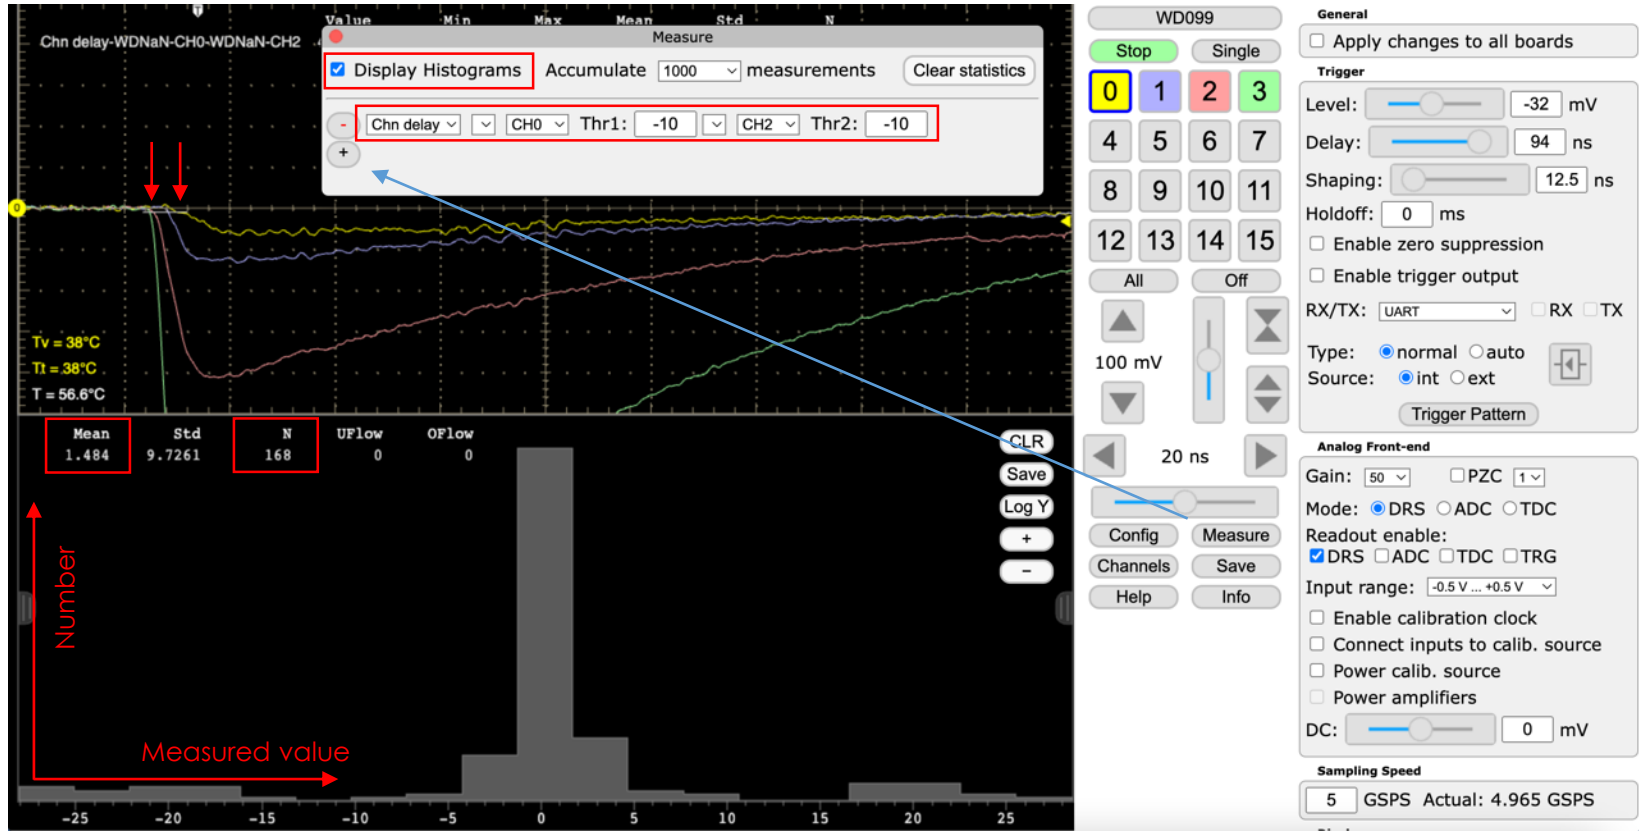 Value Min Max Mean Std N
Chn delay-WDNaN-CH0-WDNaN-CH2
Measure
Display Histograms Accumulate 1000 measurements Clear statistics
- Chn delay CH0 Thr1: -10 CH2 Thr2: -10
+
T
0
Tv = 38°C
Tt = 38°C
T = 56.6°C
Mean Std N UFlow OFlow
1.484 9.7261 168 0 0
CLR
Save
Log Y
+
-
Number
Measured value
-25 -20 -15 -10 -5 0 5 10 15 20 25
WD099
Stop Single
0 1 2 3
4 5 6 7
8 9 10 11
12 13 14 15
All Off
100 mV
20 ns
Config Measure
Channels Save
Help Info
General
Apply changes to all boards
Trigger
Level: -32 mV
Delay: 94 ns
Shaping: 12.5 ns
Holdoff: 0 ms
Enable zero suppression
Enable trigger output
RX/TX: UART RX TX
Type: normal auto
Source: int ext
Trigger Pattern
Analog Front-end
Gain: 50 PZC 1
Mode: DRS ADC TDC
Readout enable:
DRS ADC TDC TRG
Input range: -0.5 V ... +0.5 V
Enable calibration clock
Connect inputs to calib. source
Power calib. source
Power amplifiers
DC: 0 mV
Sampling Speed
5 GSPS Actual: 4.965 GSPS